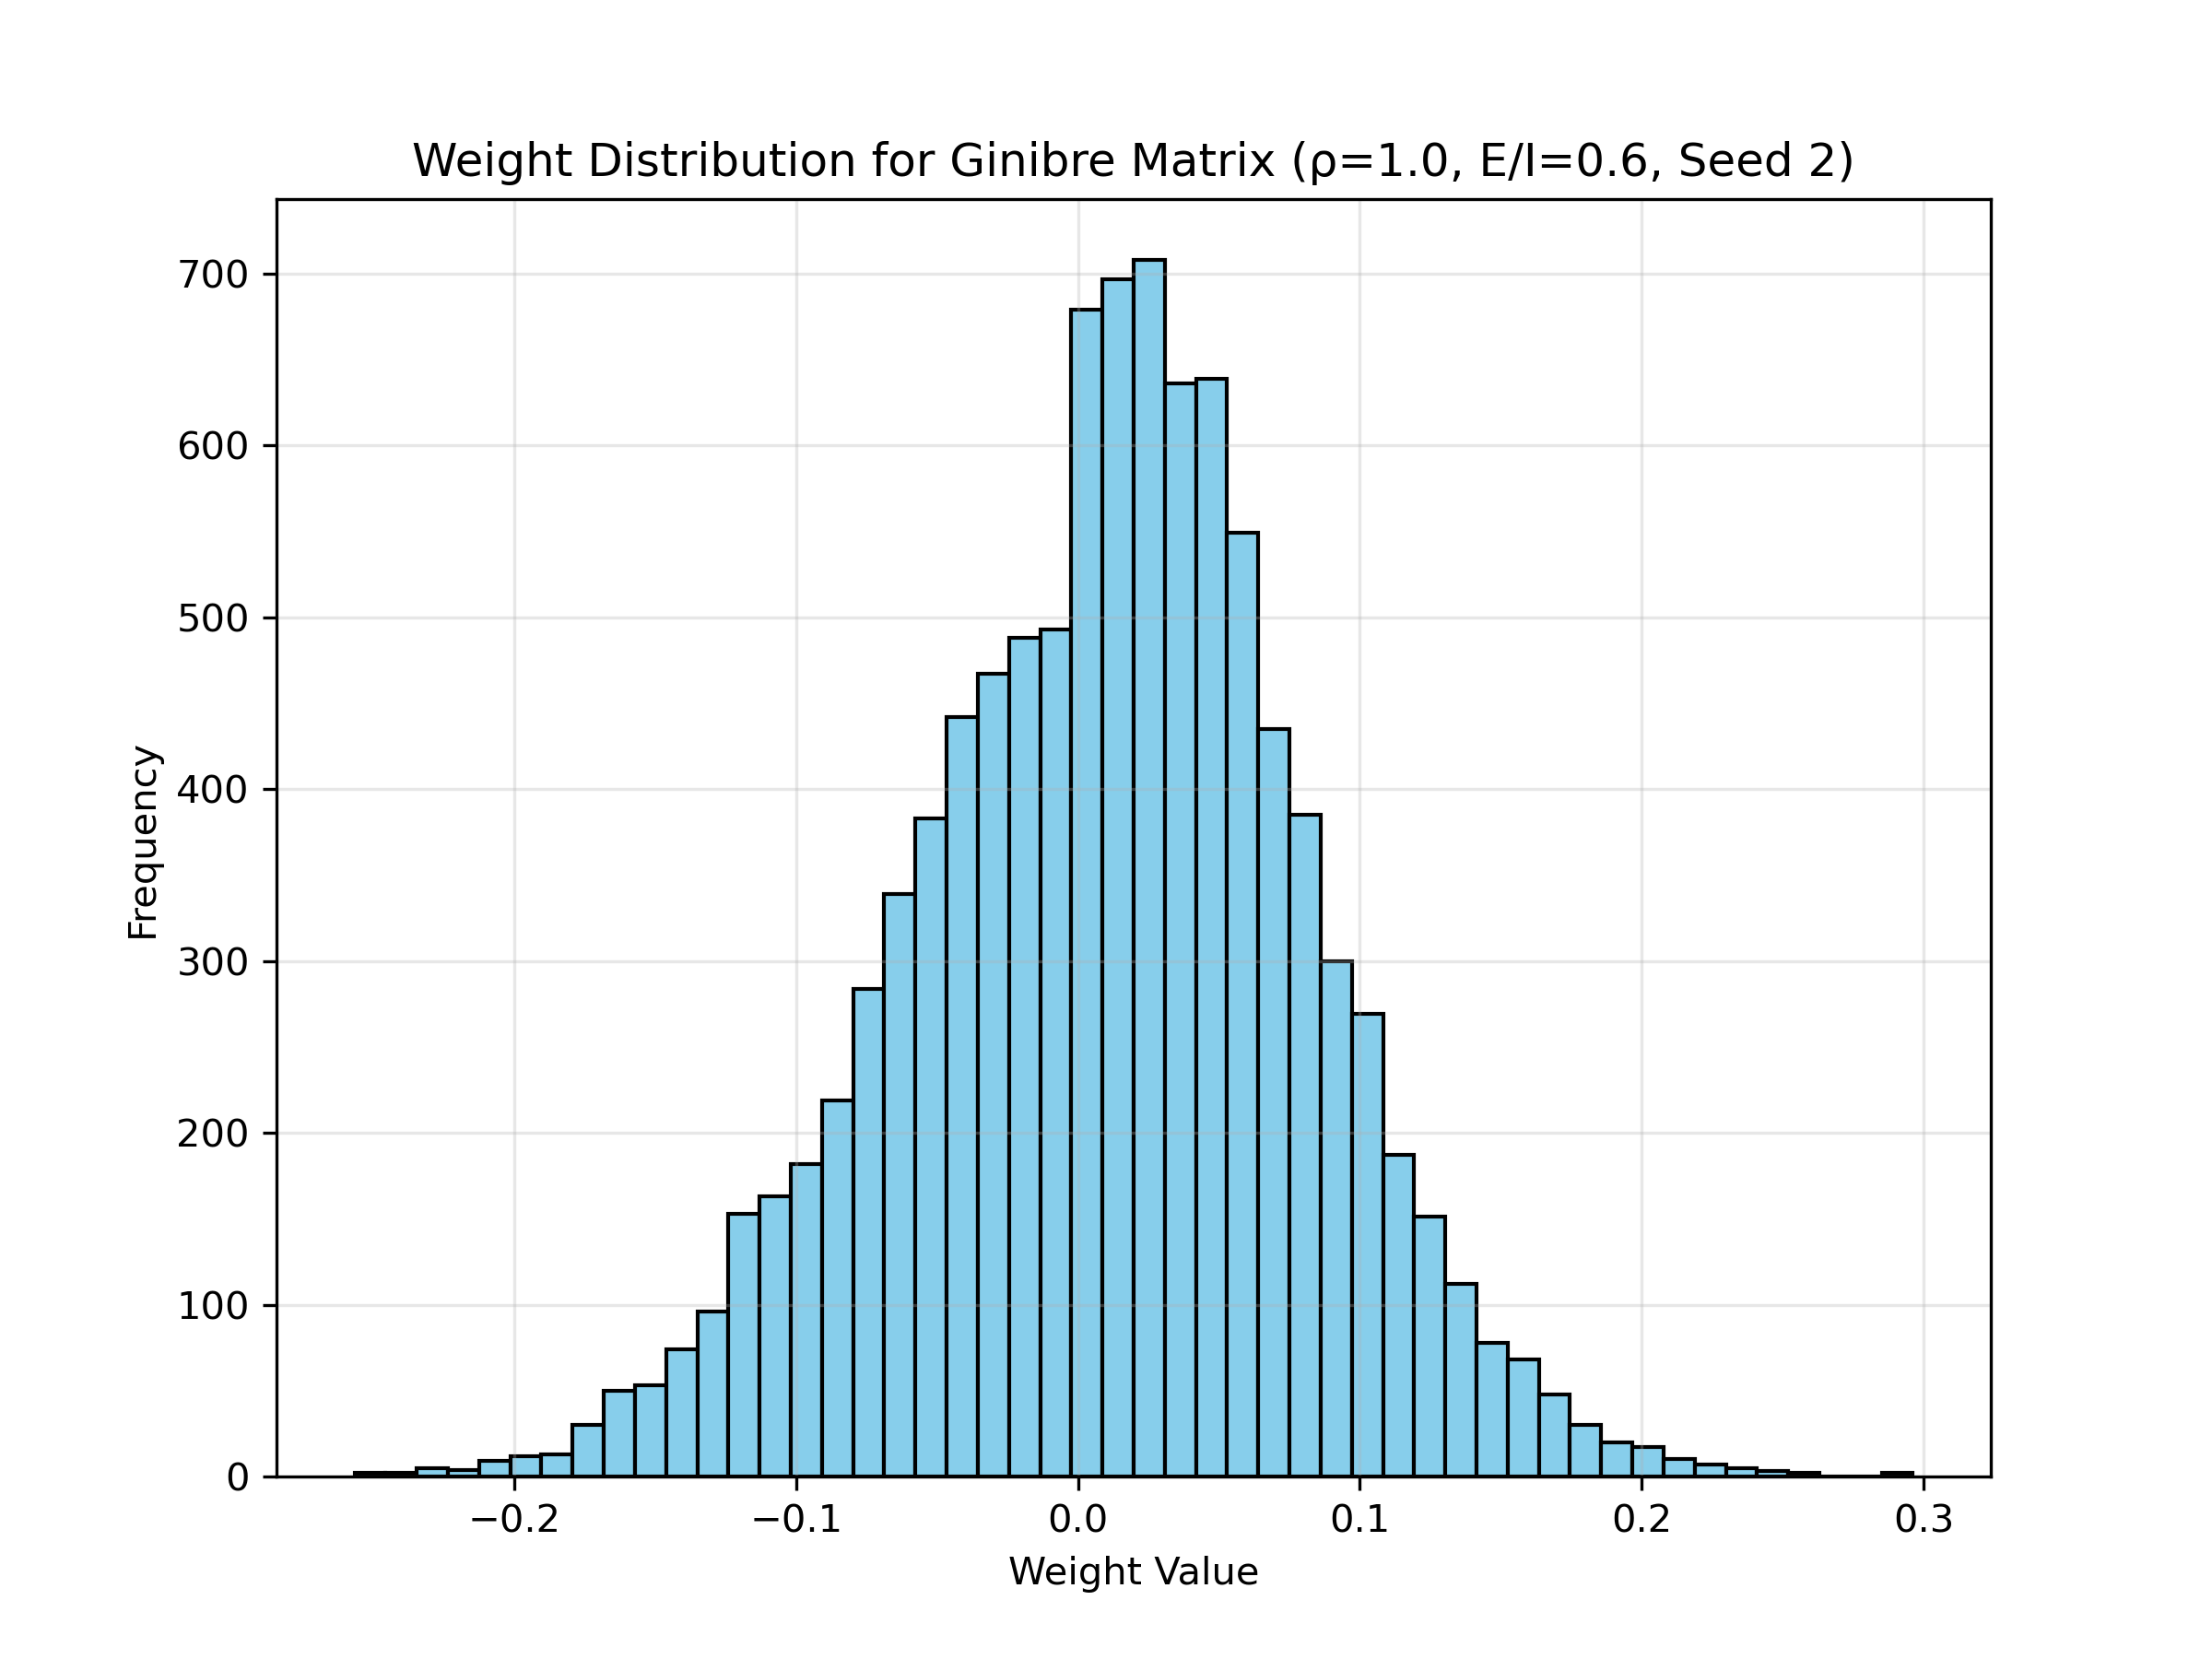 Weight Distribution for Ginibre Matrix (ρ=1.0, E/I=0.6, Seed 2)
700
600
500
400
300
200
100
0
Frequency
−0.2 −0.1 0.0 0.1 0.2 0.3
Weight Value